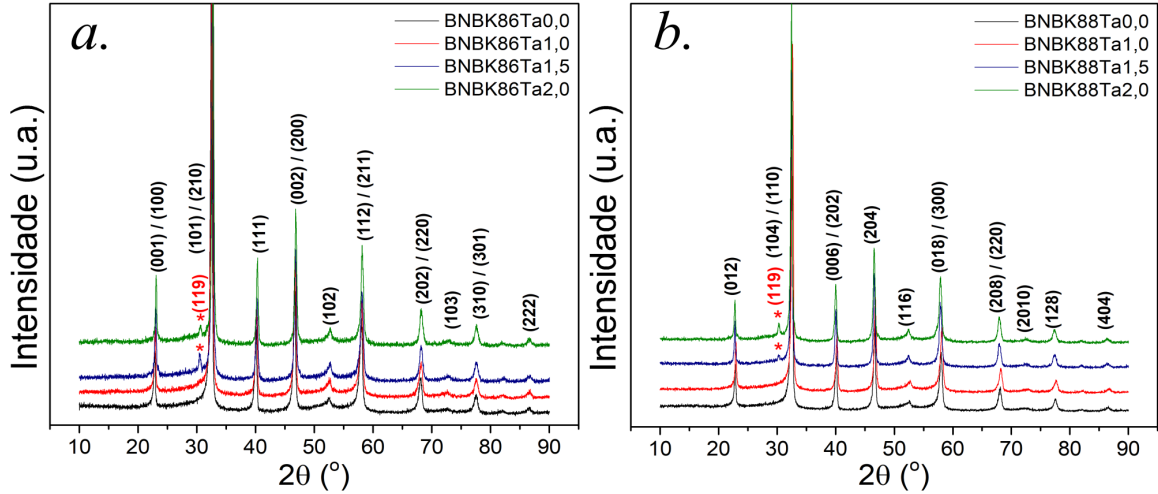 a.
BNBK86Ta0,0
BNBK86Ta1,0
BNBK86Ta1,5
BNBK86Ta2,0
Intensidade (u.a.)
(001) / (100)
*(119)
*
(101) / (210)
(111)
(002) / (200)
(102)
(112) / (211)
(202) / (220)
(103)
(310) / (301)
(222)
10 20 30 40 50 60 70 80 90
2θ (°)
b.
BNBK88Ta0,0
BNBK88Ta1,0
BNBK88Ta1,5
BNBK88Ta2,0
Intensidade (u.a.)
(012)
* (119)
*
(104) / (110)
(006) / (202)
(204)
(116)
(018) / (300)
(208) / (220)
(2010)
(128)
(404)
10 20 30 40 50 60 70 80 90
2θ (°)